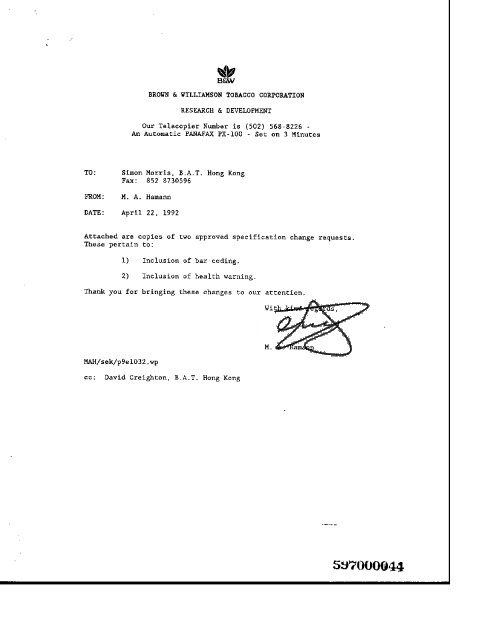 B&W
BROWN & WILLIAMSON TOBACCO CORPORATION
RESEARCH & DEVELOPMENT
Our Telecopier Number is (502) 568-8226 -
An Automatic PANAFAX PX-100 - Set on 3 Minutes
TO: Simon Morris, B.A.T. Hong Kong
Fax: 852 8730596
FROM: M. A. Hamann
DATE: April 22, 1992
Attached are copies of two approved specification change requests.
These pertain to:
1) Inclusion of bar coding.
2) Inclusion of health warning.
Thank you for bringing these changes to our attention.
With kind regards,
M. Hamann
MAH/sek/p9e1032.wp
cc: David Creighton, B.A.T. Hong Kong
597000044